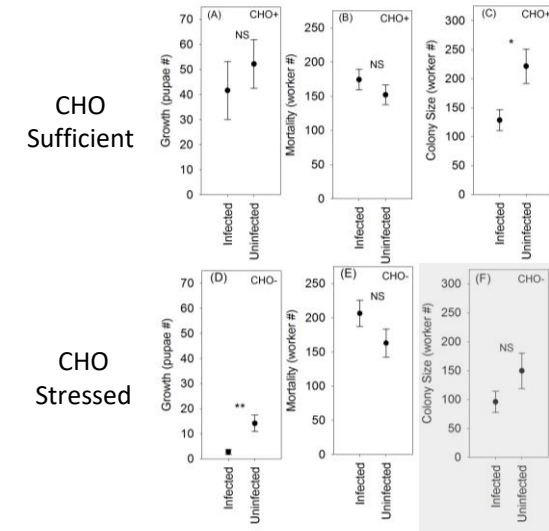 CHO
Sufficient
(A) CHO+
NS
Growth (pupae #)
70
60
50
40
30
20
10
0
Infected
Uninfected
(B) CHO+
NS
Mortality (worker #)
250
200
150
100
50
0
Infected
Uninfected
(C) CHO+
*
Colony Size (worker #)
300
250
200
150
100
50
0
Infected
Uninfected
CHO
Stressed
(D) CHO-
**
Growth (pupae #)
70
60
50
40
30
20
10
0
Infected
Uninfected
(E) CHO-
NS
Mortality (worker #)
250
200
150
100
50
0
Infected
Uninfected
(F) CHO-
NS
Colony Size (worker #)
300
250
200
150
100
50
0
Infected
Uninfected